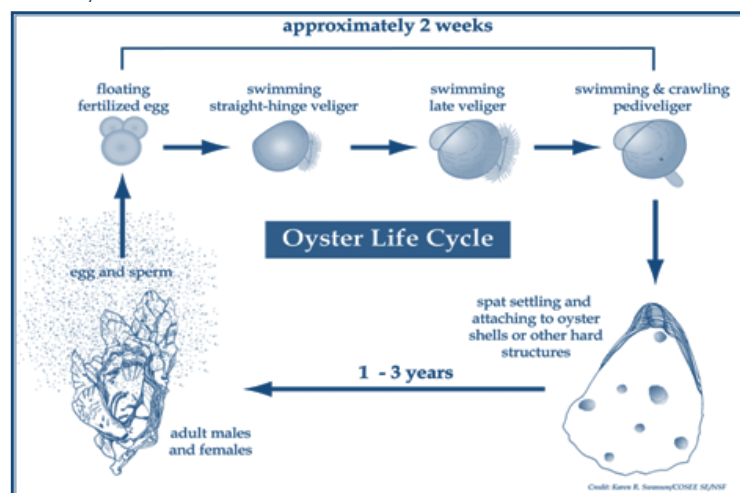 approximately 2 weeks
floating
fertilized egg
swimming
straight-hinge veliger
swimming
late veliger
swimming & crawling
pediveliger
Oyster Life Cycle
egg and sperm
spat settling and
attaching to oyster
shells or other hard
structures
1 - 3 years
adult males
and females
Credit: Karen R. Swanson/COSEE SE/NSF